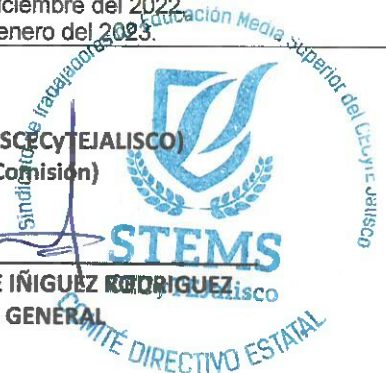 iciembre del 2022.
enero del 2023.
Sindicato de Trabajadores de Educación Media Superior del CECyTE Jalisco
SCECyTEJALISCO)
Comisión)
STEMS
E IÑIGUEZ RODRIGUEZ
Jalisco
GENERAL
COMITÉ DIRECTIVO ESTATAL